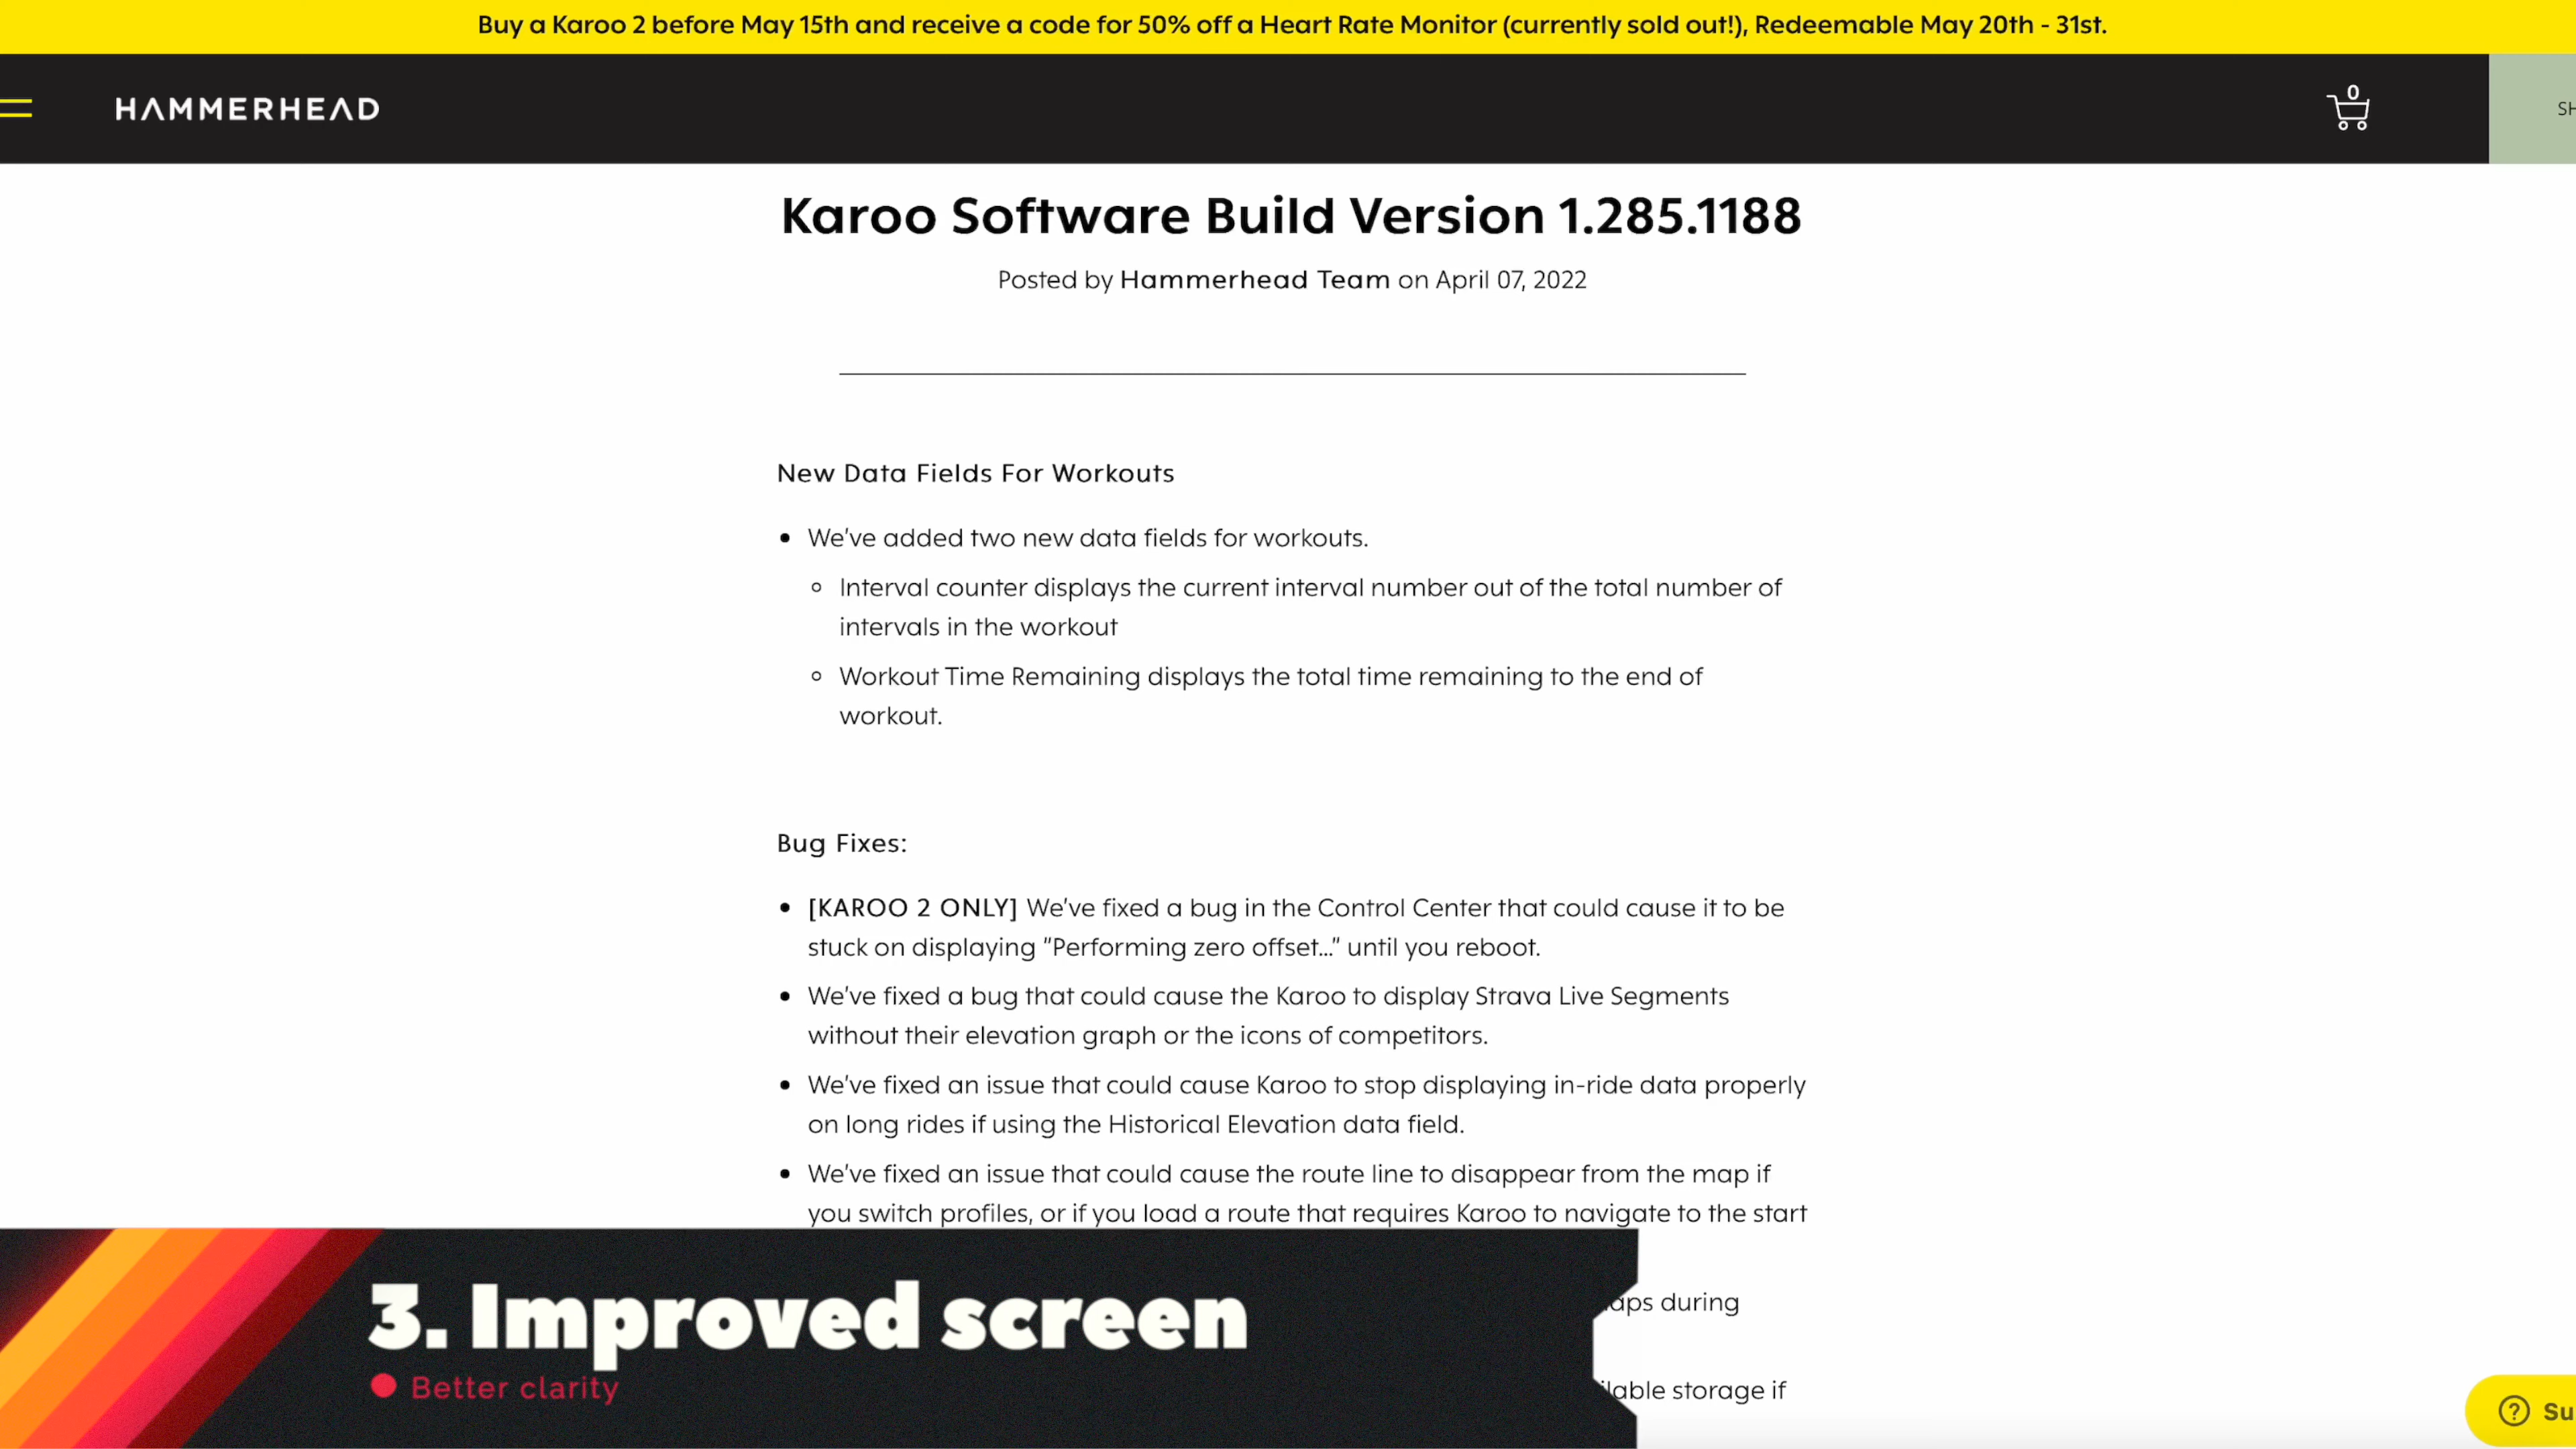 Buy a Karoo 2 before May 15th and receive a code for 50% off a Heart Rate Monitor (currently sold out!), Redeemable May 20th - 31st.
HAMMERHEAD
0
Karoo Software Build Version 1.285.1188
Posted by Hammerhead Team on April 07, 2022
New Data Fields For Workouts
• We've added two new data fields for workouts.
◦ Interval counter displays the current interval number out of the total number of
intervals in the workout
◦ Workout Time Remaining displays the total time remaining to the end of
workout.
Bug Fixes:
• [KAROO 2 ONLY] We've fixed a bug in the Control Center that could cause it to be
stuck on displaying "Performing zero offset..." until you reboot.
• We've fixed a bug that could cause the Karoo to display Strava Live Segments
without their elevation graph or the icons of competitors.
• We've fixed an issue that could cause Karoo to stop displaying in-ride data properly
on long rides if using the Historical Elevation data field.
• We've fixed an issue that could cause the route line to disappear from the map if
you switch profiles, or if you load a route that requires Karoo to navigate to the start
during
storage if
3. Improved screen
Better clarity